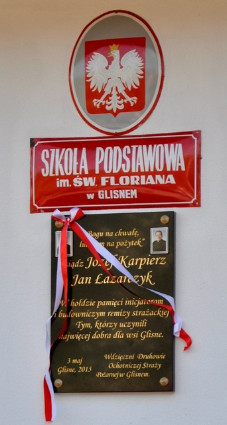 SZKOŁA PODSTAWOWA
im. ŚW. FLORIANA
w GLISNEM
Bogu na chwałę,
na pożytek"
Józef Karpierz
Jan Łazarczyk
W hołdzie pamięci inicjatorom
i budowniczym remizy strażackiej
Tym, którzy uczynili
najwięcej dobra dla wsi Glisne.
3 maj
Glisne, 2013
Wdzięczni Druhowie
Ochotniczej Straży
Pożarnej w Glisnem.